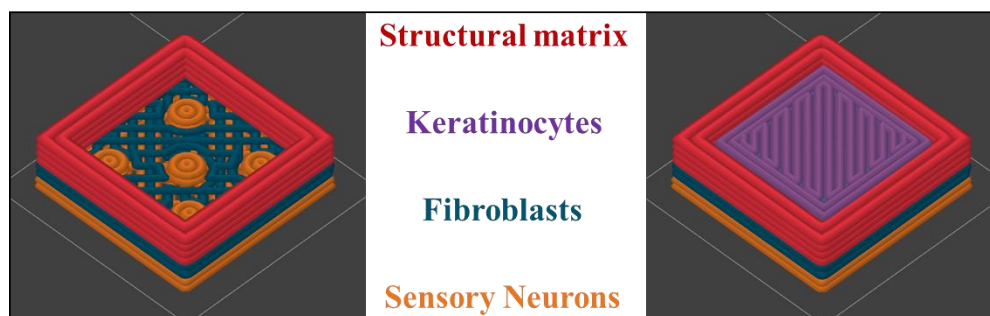 Structural matrix
Keratinocytes
Fibroblasts
Sensory Neurons